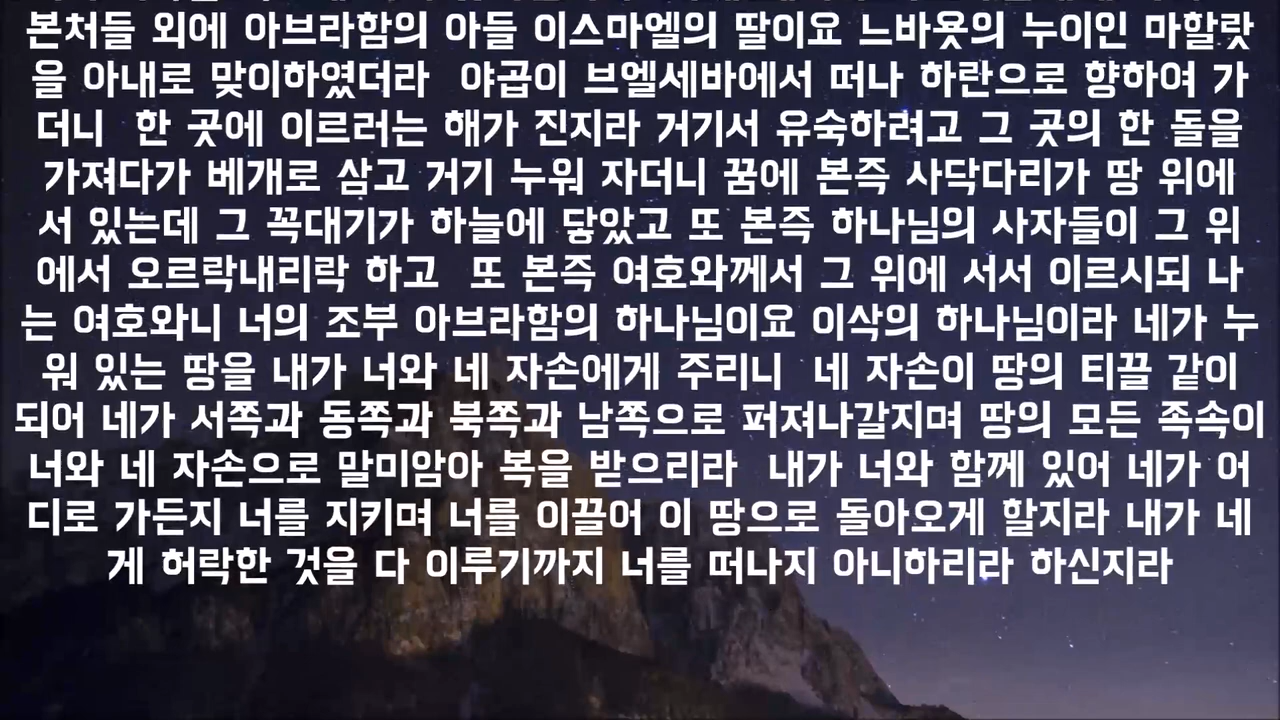 본처들 외에 아브라함의 아들 이스마엘의 딸이요 느바욧의 누이인 마할랏
을 아내로 맞이하였더라  야곱이 브엘세바에서 떠나 하란으로 향하여 가
더니  한 곳에 이르러는 해가 진지라 거기서 유숙하려고 그 곳의 한 돌을
가져다가 베개로 삼고 거기 누워 자더니 꿈에 본즉 사닥다리가 땅 위에
서 있는데 그 꼭대기가 하늘에 닿았고 또 본즉 하나님의 사자들이 그 위
에서 오르락내리락 하고  또 본즉 여호와께서 그 위에 서서 이르시되 나
는 여호와니 너의 조부 아브라함의 하나님이요 이삭의 하나님이라 네가 누
워 있는 땅을 내가 너와 네 자손에게 주리니  네 자손이 땅의 티끌 같이
되어 네가 서쪽과 동쪽과 북쪽과 남쪽으로 퍼져나갈지며 땅의 모든 족속이
너와 네 자손으로 말미암아 복을 받으리라  내가 너와 함께 있어 네가 어
디로 가든지 너를 지키며 너를 이끌어 이 땅으로 돌아오게 할지라 내가 네
게 허락한 것을 다 이루기까지 너를 떠나지 아니하리라 하신지라